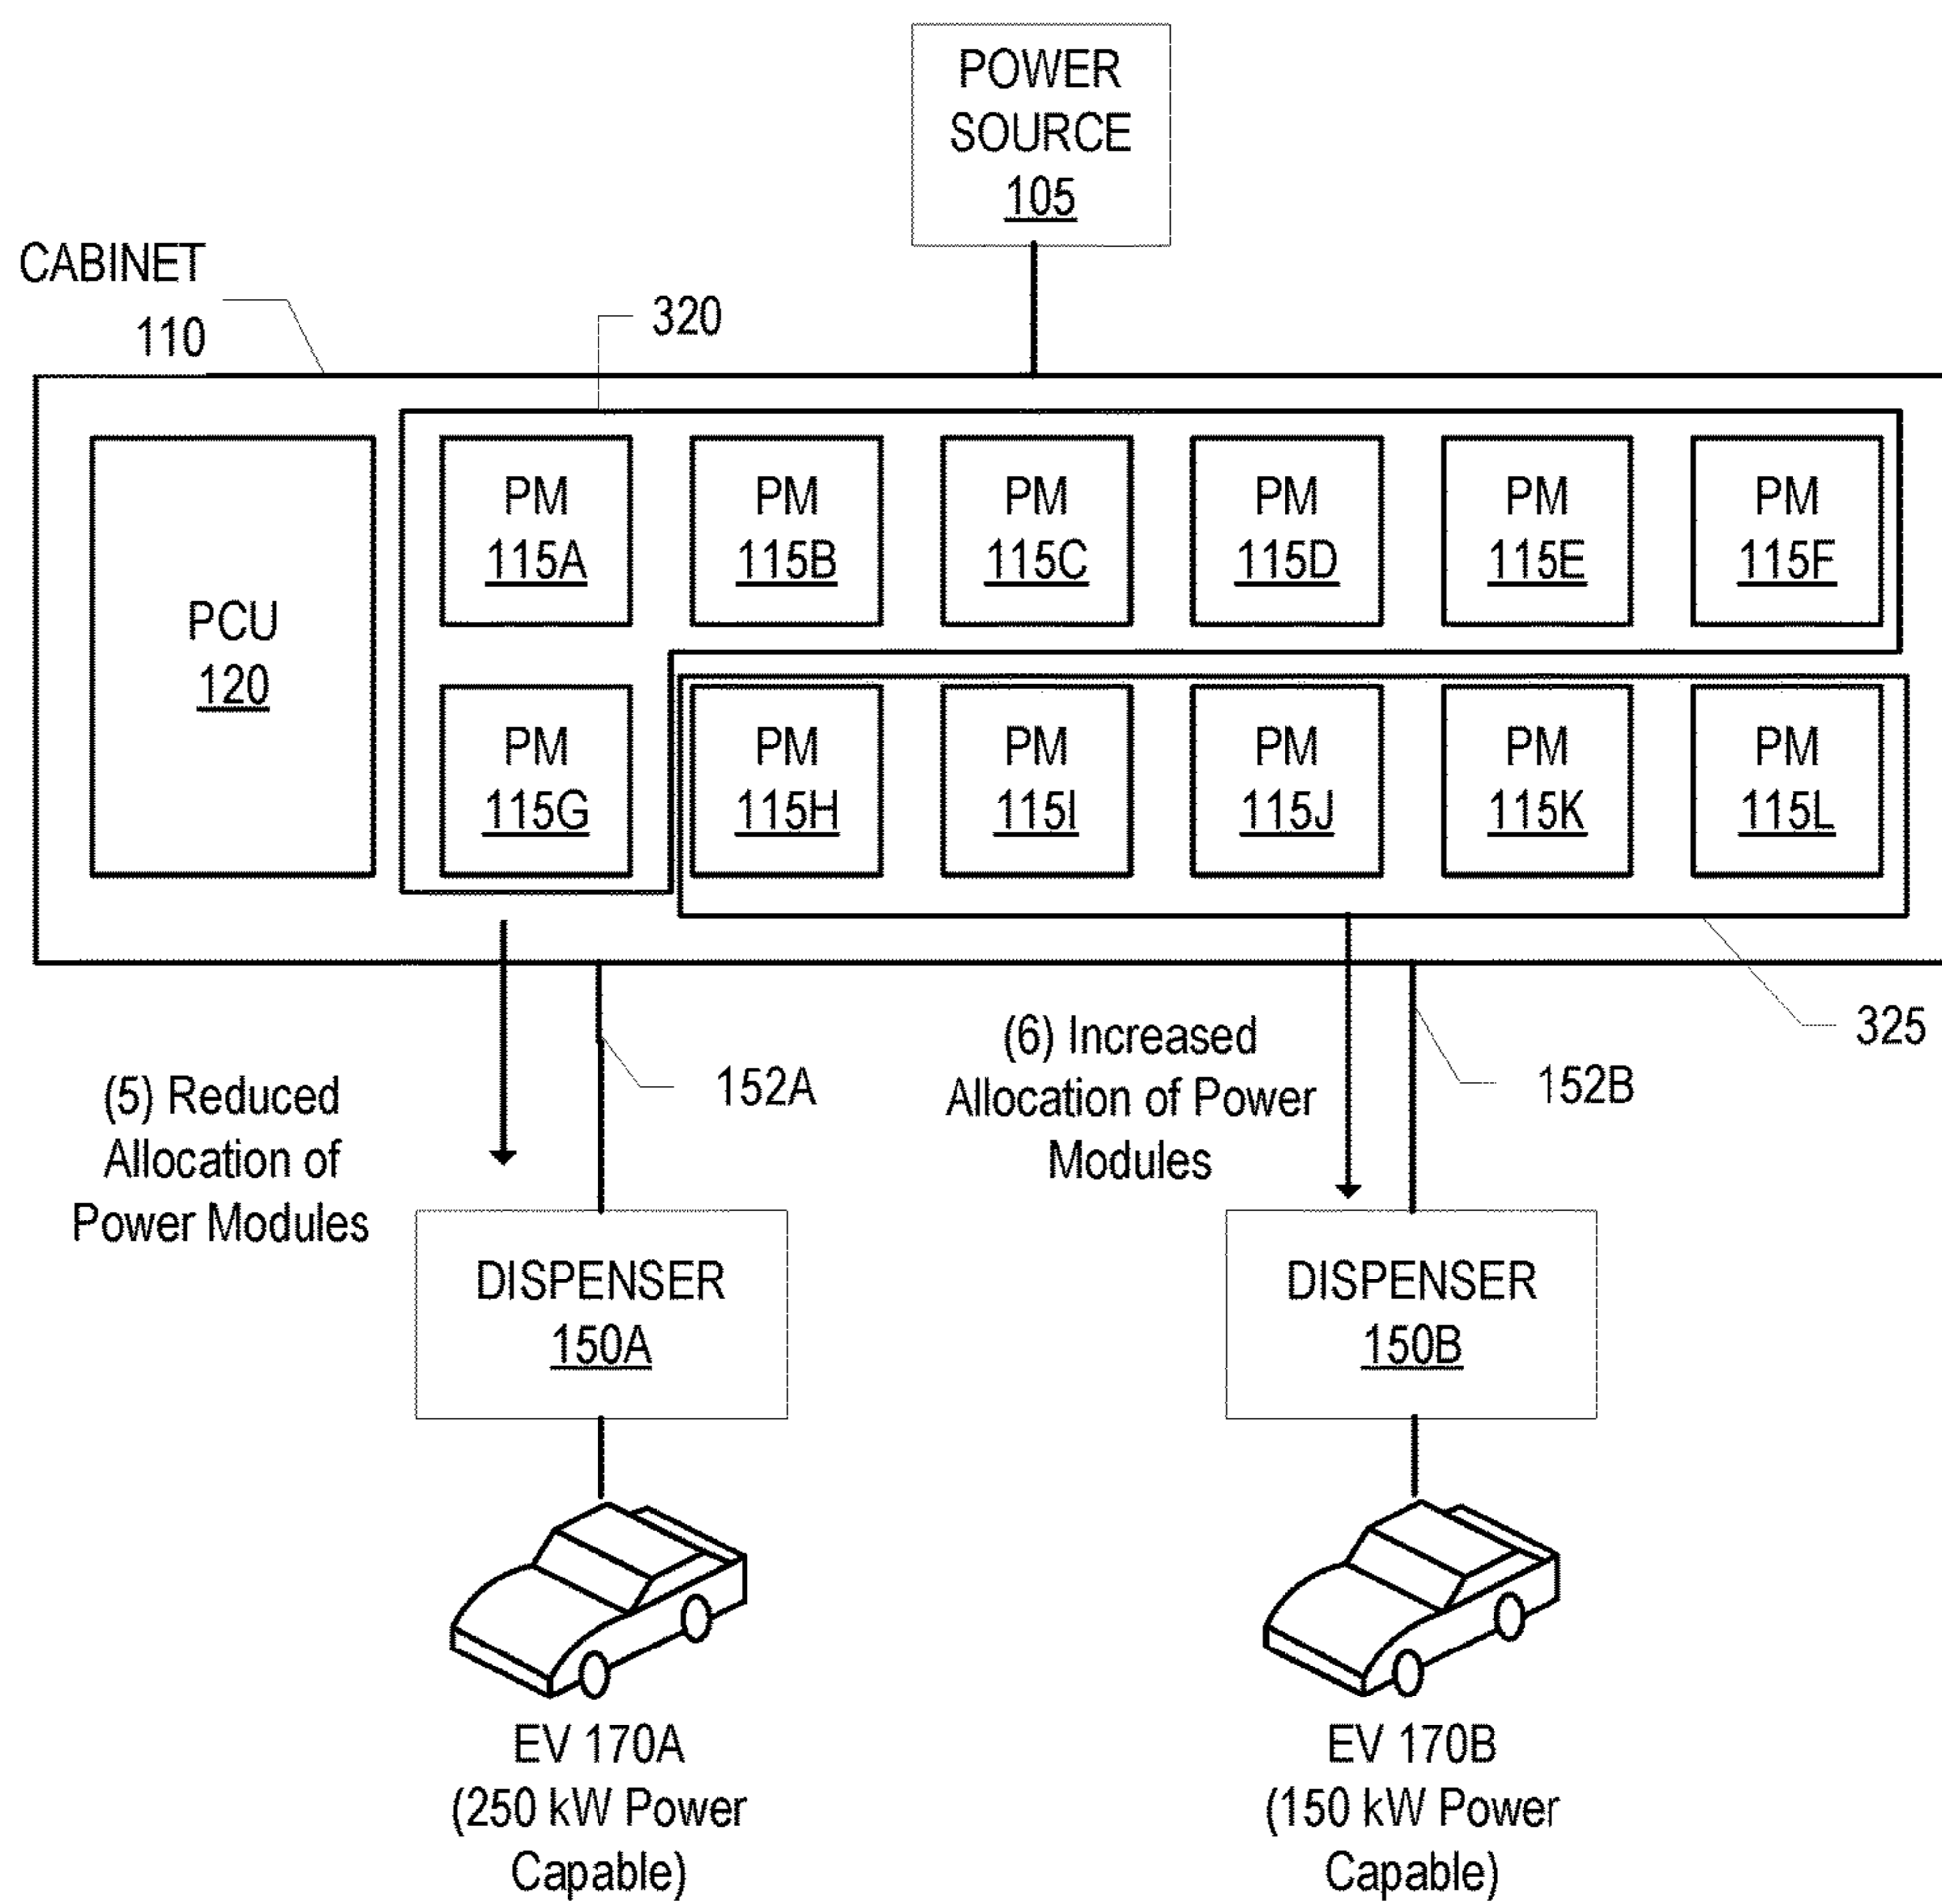 POWER
SOURCE
105
CABINET
110
320
PCU
120
PM
115A
PM
115B
PM
115C
PM
115D
PM
115E
PM
115F
PM
115G
PM
115H
PM
115I
PM
115J
PM
115K
PM
115L
325
(5) Reduced
Allocation of
Power Modules
152A
(6) Increased
Allocation of Power
Modules
152B
DISPENSER
150A
DISPENSER
150B
EV 170A
(250 kW Power
Capable)
EV 170B
(150 kW Power
Capable)